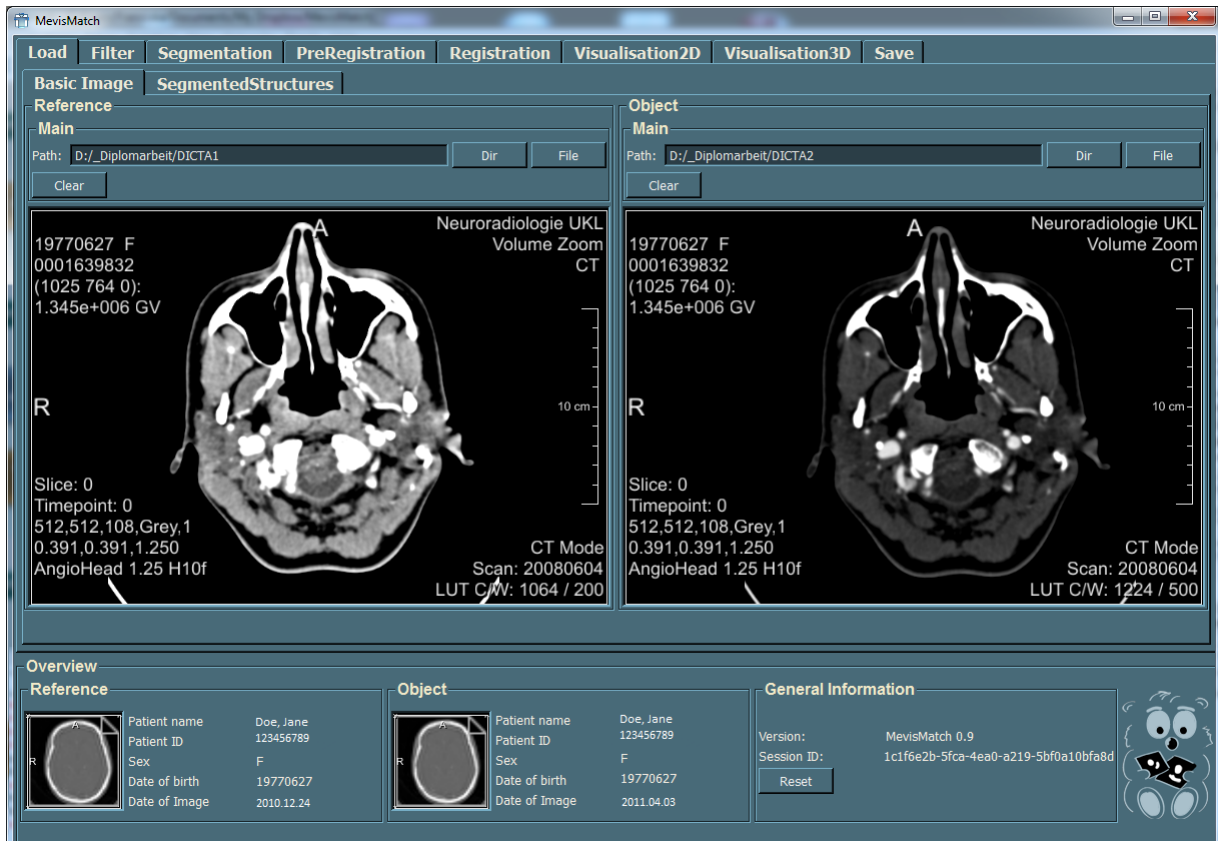 MevisMatch
Load Filter Segmentation PreRegistration Registration Visualisation2D Visualisation3D Save
Basic Image SegmentedStructures
Reference
Main
Path: D:/_Diplomarbeit/DICTA1 Dir File
Clear
A
Neuroradiologie UKL
Volume Zoom
CT
19770627 F
0001639832
(1025 764 0):
1.345e+006 GV
R
10 cm
Slice: 0
Timepoint: 0
512,512,108,Grey,1
0.391,0.391,1.250
AngioHead 1.25 H10f
CT Mode
Scan: 20080604
LUT C/W: 1064 / 200
Object
Main
Path: D:/_Diplomarbeit/DICTA2 Dir File
Clear
A
Neuroradiologie UKL
Volume Zoom
CT
19770627 F
0001639832
(1025 764 0):
1.345e+006 GV
R
10 cm
Slice: 0
Timepoint: 0
512,512,108,Grey,1
0.391,0.391,1.250
AngioHead 1.25 H10f
CT Mode
Scan: 20080604
LUT C/W: 1224 / 500
Overview
Reference
A
R
Patient name Doe, Jane
Patient ID 123456789
Sex F
Date of birth 19770627
Date of Image 2010.12.24
Object
A
R
Patient name Doe, Jane
Patient ID 123456789
Sex F
Date of birth 19770627
Date of Image 2011.04.03
General Information
Version: MevisMatch 0.9
Session ID: 1c1f6e2b-5fca-4ea0-a219-5bf0a10bfa8d
Reset